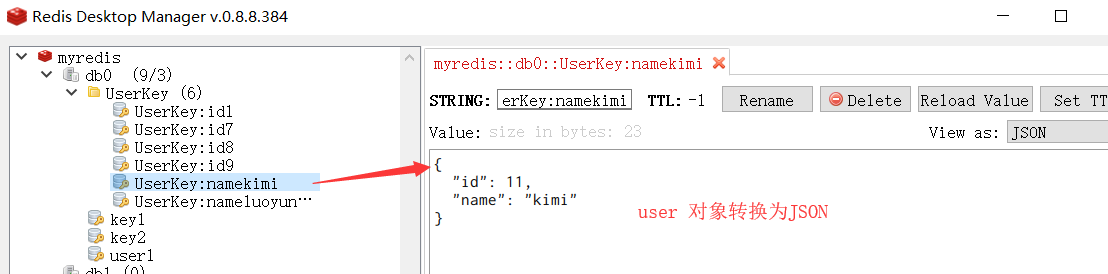 Redis Desktop Manager v.0.8.8.384
myredis
db0 (9/3)
UserKey (6)
UserKey:id1
UserKey:id7
UserKey:id8
UserKey:id9
UserKey:namekimi
UserKey:nameluoyun…
key1
key2
user1
db1 (0)
myredis::db0::UserKey:namekimi
STRING: erKey:namekimi TTL: -1 Rename Delete Reload Value Set TT
Value: size in bytes: 23 View as: JSON
{
"id": 11,
"name": "kimi"
}
user 对象转换为JSON